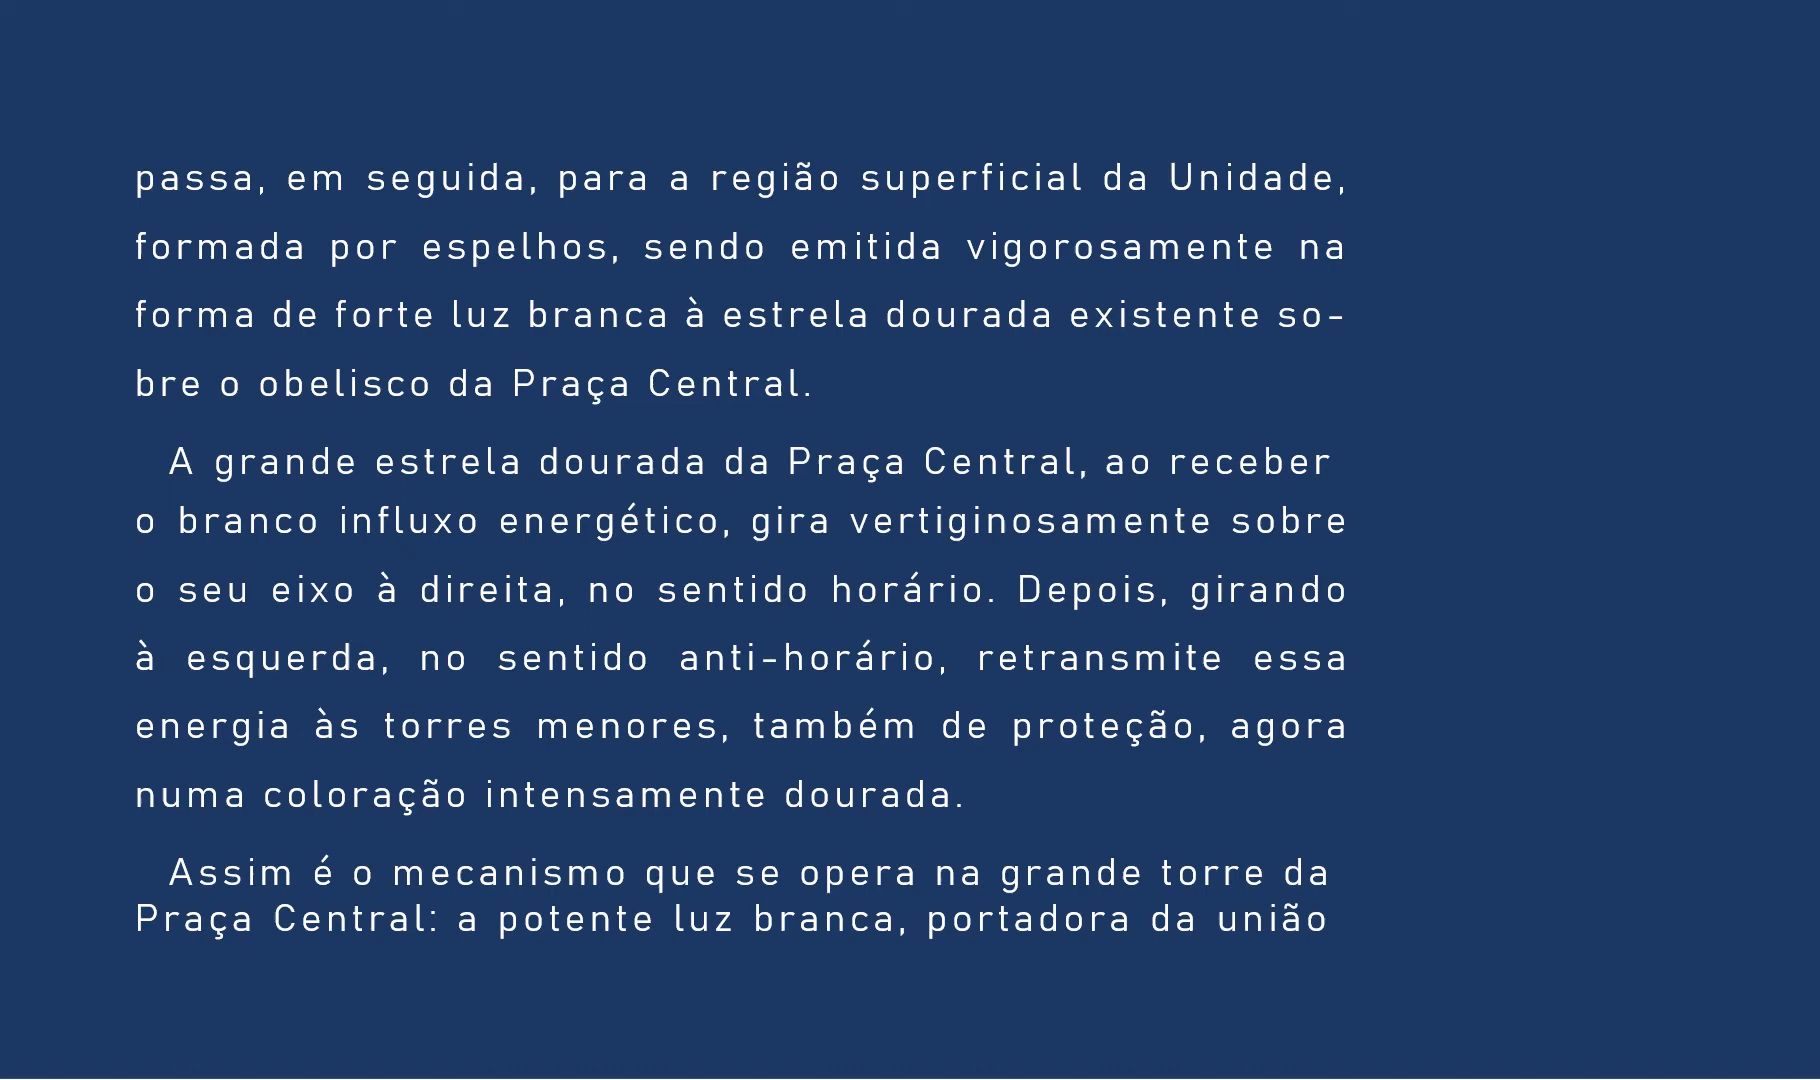 passa, em seguida, para a região superficial da Unidade,
formada por espelhos, sendo emitida vigorosamente na
forma de forte luz branca à estrela dourada existente so-
bre o obelisco da Praça Central.
A grande estrela dourada da Praça Central, ao receber
o branco influxo energético, gira vertiginosamente sobre
o seu eixo à direita, no sentido horário. Depois, girando
à esquerda, no sentido anti-horário, retransmite essa
energia às torres menores, também de proteção, agora
numa coloração intensamente dourada.
Assim é o mecanismo que se opera na grande torre da
Praça Central: a potente luz branca, portadora da união